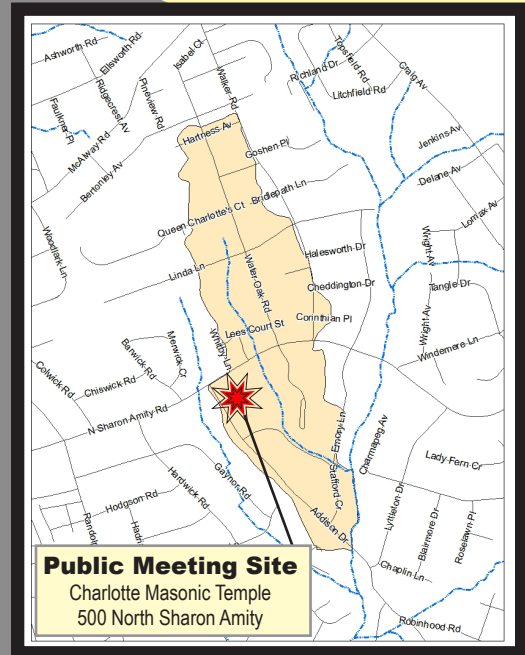 Ashworth Rd
Ellsworth Rd
Isabel Ct
Topsfield Rd
Craig Av
Richland Dr
Litchfield Rd
Ridgecrest Av
Pineview Rd
Walker Rd
Faulkner Pl
McAlway Rd
Bertonley Av
Hartness Av
Goshen Pl
Jenkins Av
Delane Av
Lomax Av
Bridlepath Ln
Queen Charlotte's Ct
Woodlark Ln
Linda Ln
Water Oak Rd
Halesworth Dr
Wright Av
Cheddington Dr
Tangle Dr
Corinthian Pl
Wright Av
Lees Court St
Whitby Ln
Merwick Ct
Barwick Rd
Windemere Ln
Colwick Rd
Chiswick Rd
N Sharon Amity Rd
Emory Ln
Charmapeg Av
Lady Fern Cr
Hardwick Rd
Gaynor Rd
Stafford Cr
Hodgson Rd
Lyttleton Dr
Blairmore Dr
Roselawn Pl
Addison Dr
Chaplin Ln
Robinhood Rd
Public Meeting Site
Charlotte Masonic Temple
500 North Sharon Amity